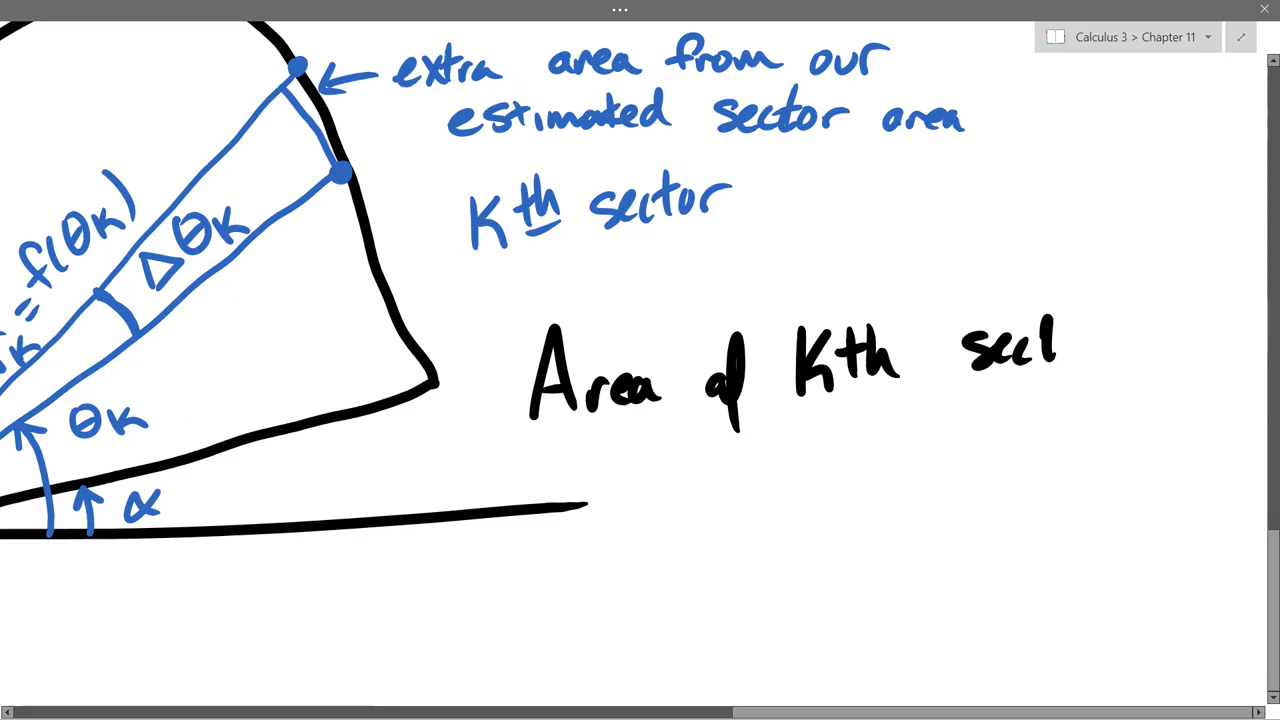 Calculus 3 > Chapter 11
extra area from our
estimated sector area
Kth sector
rK = f(θK)
ΔθK
Area of Kth sect
θK
α